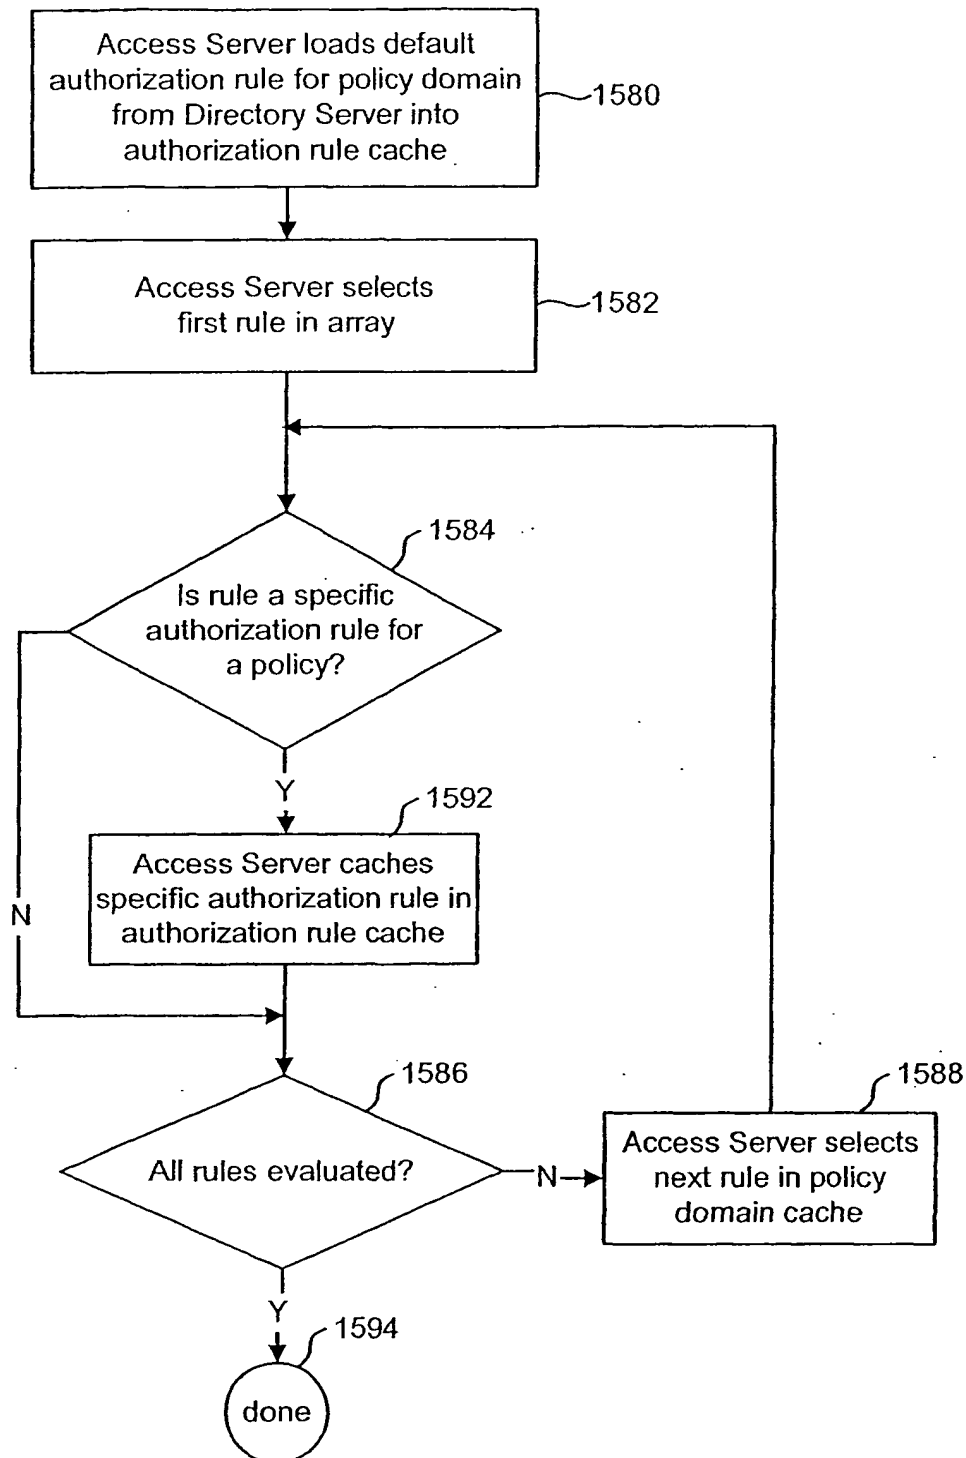 Access Server loads default
authorization rule for policy domain
from Directory Server into
authorization rule cache
1580
Access Server selects
first rule in array
1582
1584
Is rule a specific
authorization rule for
a policy?
Y
1592
Access Server caches
specific authorization rule in
authorization rule cache
N
1586
All rules evaluated?
N
1588
Access Server selects
next rule in policy
domain cache
Y
1594
done